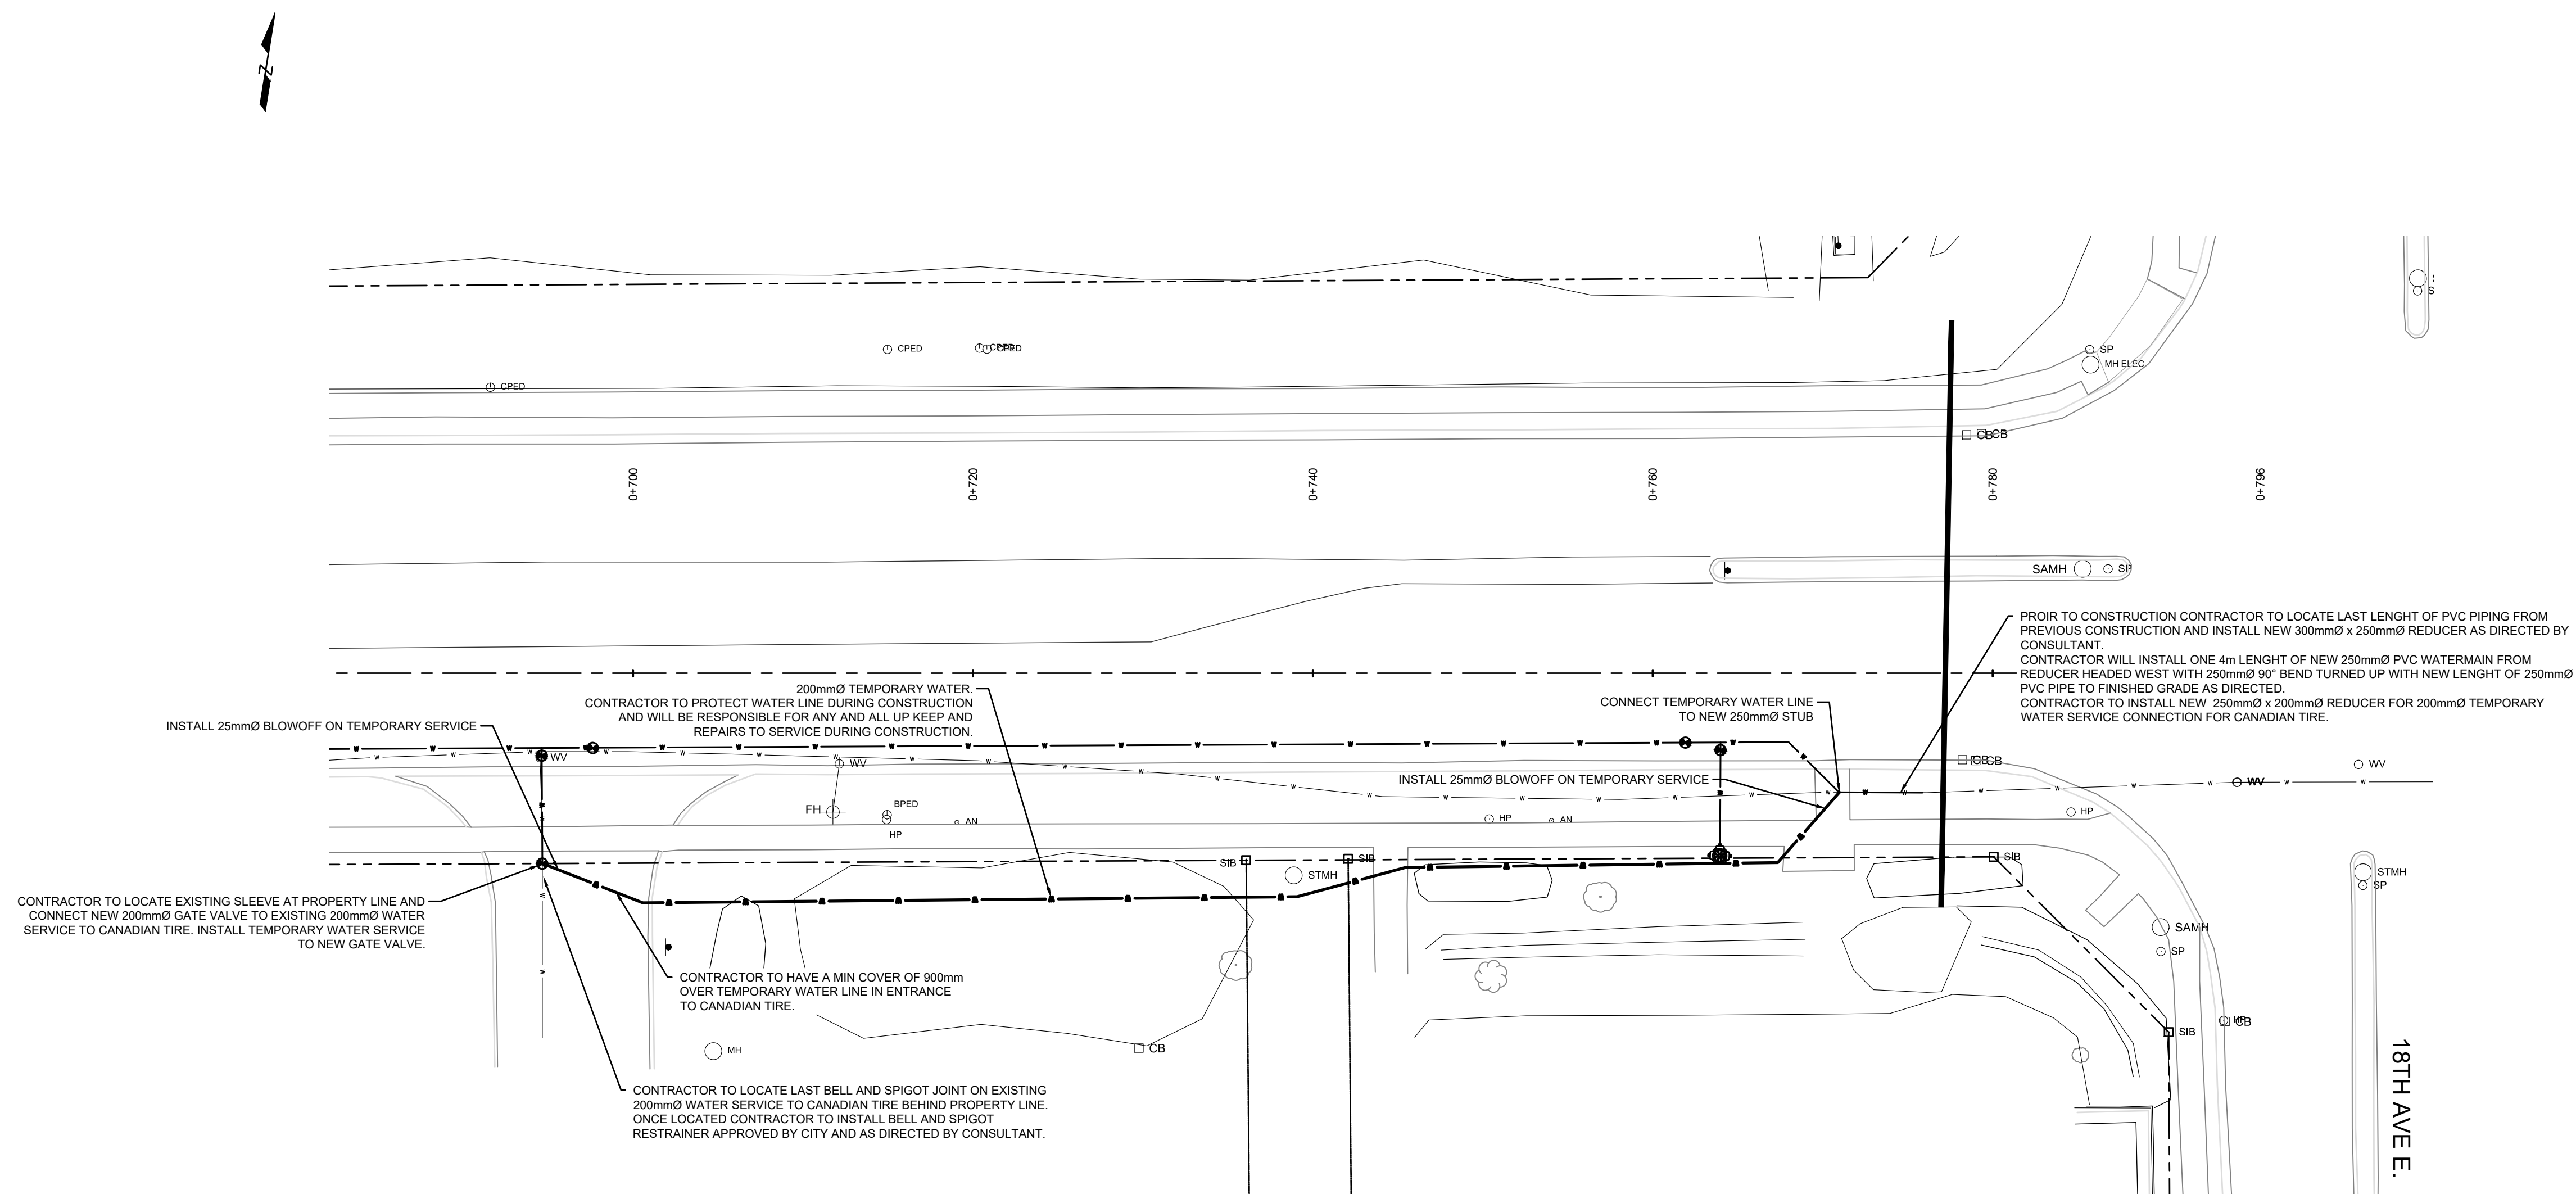 N
CPED
CPED
CPED
CPED
SP
MH ELEC
CB
CB
0+700
0+720
0+740
0+760
0+780
0+796
SAMH
SP
PROIR TO CONSTRUCTION CONTRACTOR TO LOCATE LAST LENGHT OF PVC PIPING FROM
PREVIOUS CONSTRUCTION AND INSTALL NEW 300mmØ x 250mmØ REDUCER AS DIRECTED BY
CONSULTANT.
CONTRACTOR WILL INSTALL ONE 4m LENGHT OF NEW 250mmØ PVC WATERMAIN FROM
REDUCER HEADED WEST WITH 250mmØ 90° BEND TURNED UP WITH NEW LENGHT OF 250mmØ
PVC PIPE TO FINISHED GRADE AS DIRECTED.
CONTRACTOR TO INSTALL NEW 250mmØ x 200mmØ REDUCER FOR 200mmØ TEMPORARY
WATER SERVICE CONNECTION FOR CANADIAN TIRE.
200mmØ TEMPORARY WATER.
CONTRACTOR TO PROTECT WATER LINE DURING CONSTRUCTION
AND WILL BE RESPONSIBLE FOR ANY AND ALL UP KEEP AND
REPAIRS TO SERVICE DURING CONSTRUCTION.
CONNECT TEMPORARY WATER LINE
TO NEW 250mmØ STUB
INSTALL 25mmØ BLOWOFF ON TEMPORARY SERVICE
WV
WV
INSTALL 25mmØ BLOWOFF ON TEMPORARY SERVICE
CB
CB
WV
WV
FH
BPED
HP
AN
HP
AN
HP
SIB
SIB
SIB
STMH
STMH
SP
CONTRACTOR TO LOCATE EXISTING SLEEVE AT PROPERTY LINE AND
CONNECT NEW 200mmØ GATE VALVE TO EXISTING 200mmØ WATER
SERVICE TO CANADIAN TIRE. INSTALL TEMPORARY WATER SERVICE
TO NEW GATE VALVE.
SAMH
SP
CONTRACTOR TO HAVE A MIN COVER OF 900mm
OVER TEMPORARY WATER LINE IN ENTRANCE
TO CANADIAN TIRE.
MH
CB
HP
CB
SIB
18TH AVE E.
CONTRACTOR TO LOCATE LAST BELL AND SPIGOT JOINT ON EXISTING
200mmØ WATER SERVICE TO CANADIAN TIRE BEHIND PROPERTY LINE.
ONCE LOCATED CONTRACTOR TO INSTALL BELL AND SPIGOT
RESTRAINER APPROVED BY CITY AND AS DIRECTED BY CONSULTANT.